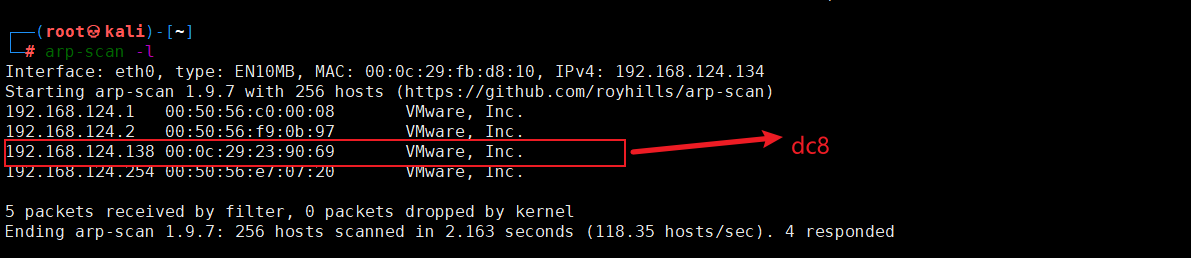 ┌──(root㉿kali)-[~]
└─# arp-scan -l
Interface: eth0, type: EN10MB, MAC: 00:0c:29:fb:d8:10, IPv4: 192.168.124.134
Starting arp-scan 1.9.7 with 256 hosts (https://github.com/royhills/arp-scan)
192.168.124.1 00:50:56:c0:00:08 VMware, Inc.
192.168.124.2 00:50:56:f9:0b:97 VMware, Inc.
192.168.124.138 00:0c:29:23:90:69 VMware, Inc. dc8
192.168.124.254 00:50:56:e7:07:20 VMware, Inc.
5 packets received by filter, 0 packets dropped by kernel
Ending arp-scan 1.9.7: 256 hosts scanned in 2.163 seconds (118.35 hosts/sec). 4 responded